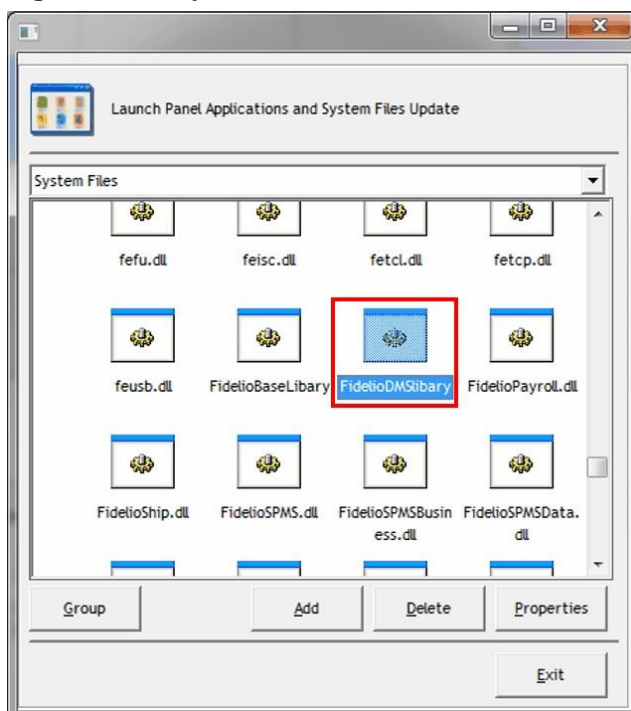 Launch Panel Applications and System Files Update
System Files
fefu.dll feisc.dll fetcl.dll fetcp.dll
feusb.dll FidelioBaseLibary FidelioDMSlibary FidelioPayroll.dll
FidelioShip.dll FidelioSPMS.dll FidelioSPMSBusin FidelioSPMSData.
ess.dll dll
Group Add Delete Properties
Exit